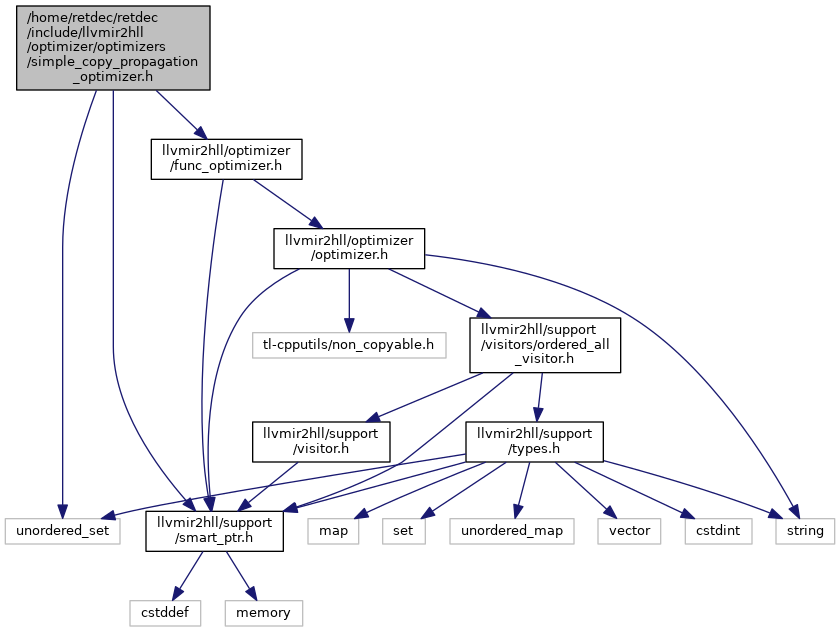 /home/retdec/retdec
/include/llvmir2hll
/optimizer/optimizers
/simple_copy_propagation
_optimizer.h
llvmir2hll/optimizer
/func_optimizer.h
llvmir2hll/optimizer
/optimizer.h
tl-cpputils/non_copyable.h
llvmir2hll/support
/visitors/ordered_all
_visitor.h
llvmir2hll/support
/visitor.h
llvmir2hll/support
/types.h
unordered_set
llvmir2hll/support
/smart_ptr.h
map
set
unordered_map
vector
cstdint
string
cstddef
memory